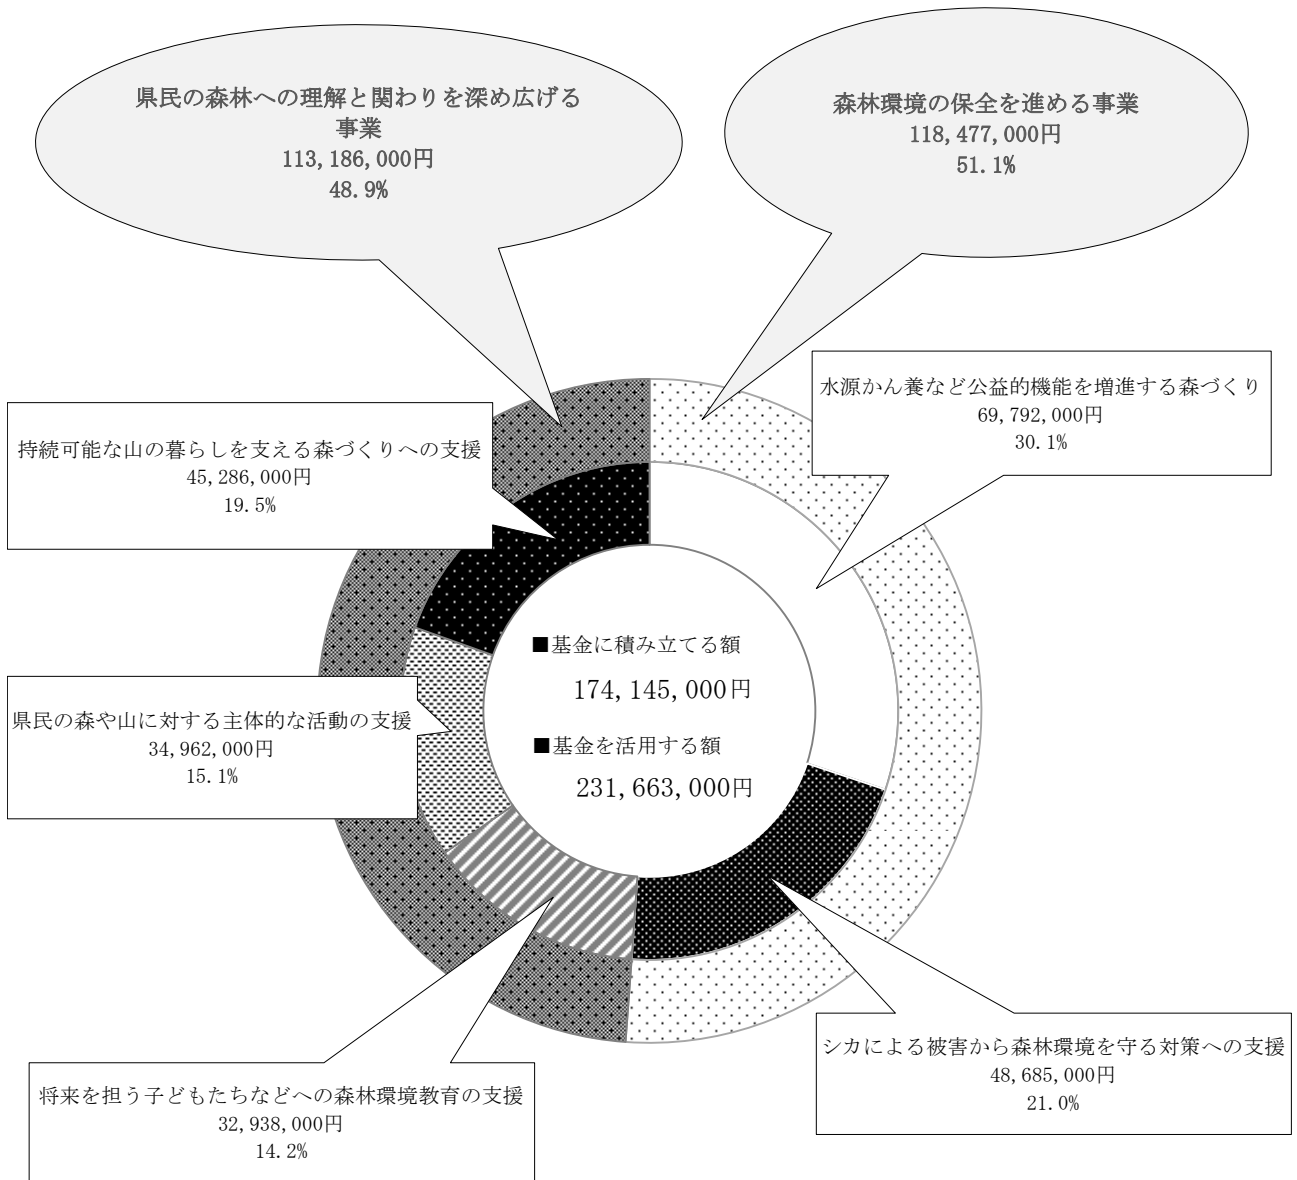 県民の森林への理解と関わりを深め広げる
事業
113,186,000円
48.9%
森林環境の保全を進める事業
118,477,000円
51.1%
水源かん養など公益的機能を増進する森づくり
69,792,000円
30.1%
持続可能な山の暮らしを支える森づくりへの支援
45,286,000円
19.5%
■基金に積み立てる額
174,145,000円
■基金を活用する額
231,663,000円
県民の森や山に対する主体的な活動の支援
34,962,000円
15.1%
シカによる被害から森林環境を守る対策への支援
48,685,000円
21.0%
将来を担う子どもたちなどへの森林環境教育の支援
32,938,000円
14.2%